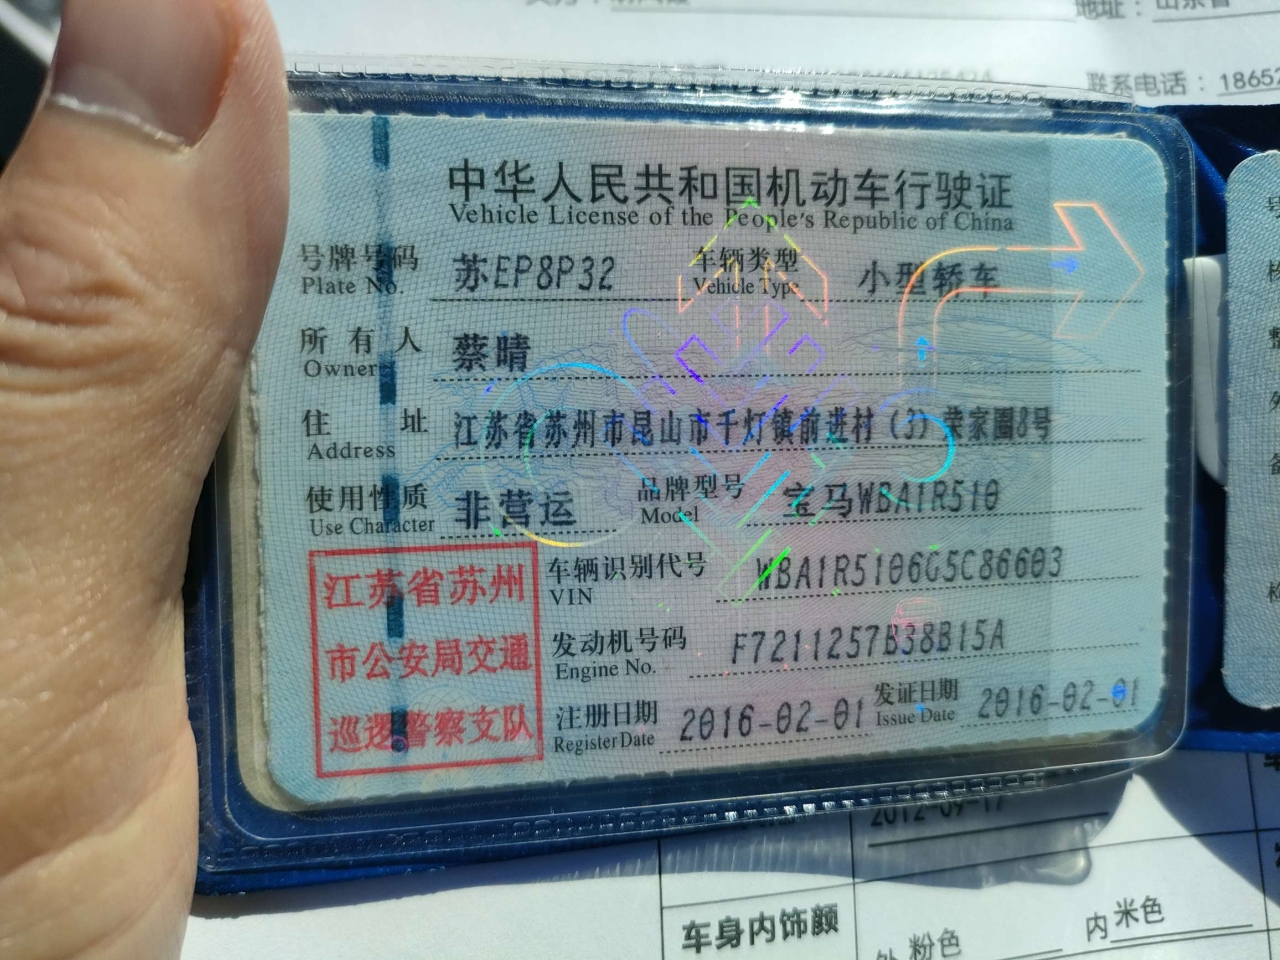 地址：山东省
联系电话：18652
中华人民共和国机动车行驶证
Vehicle License of the People's Republic of China
号牌号码 苏EP8P32 车辆类型 小型轿车
Plate No. Vehicle Type
所有人 蔡晴
Owner
住址 江苏省苏州市昆山市千灯镇前进村（3）荣家圈8号
Address
使用性质 非营运 品牌型号 宝马WBA1R510
Use Character Model
江苏省苏州
市公安局交通
巡逻警察支队
车辆识别代号 WBA1R5106G5C86603
VIN
发动机号码 F7211257B38B15A
Engine No.
注册日期 2016-02-01 发证日期 2016-02-01
Register Date Issue Date
2012-09-17
车身内饰颜
外 粉色 内 米色